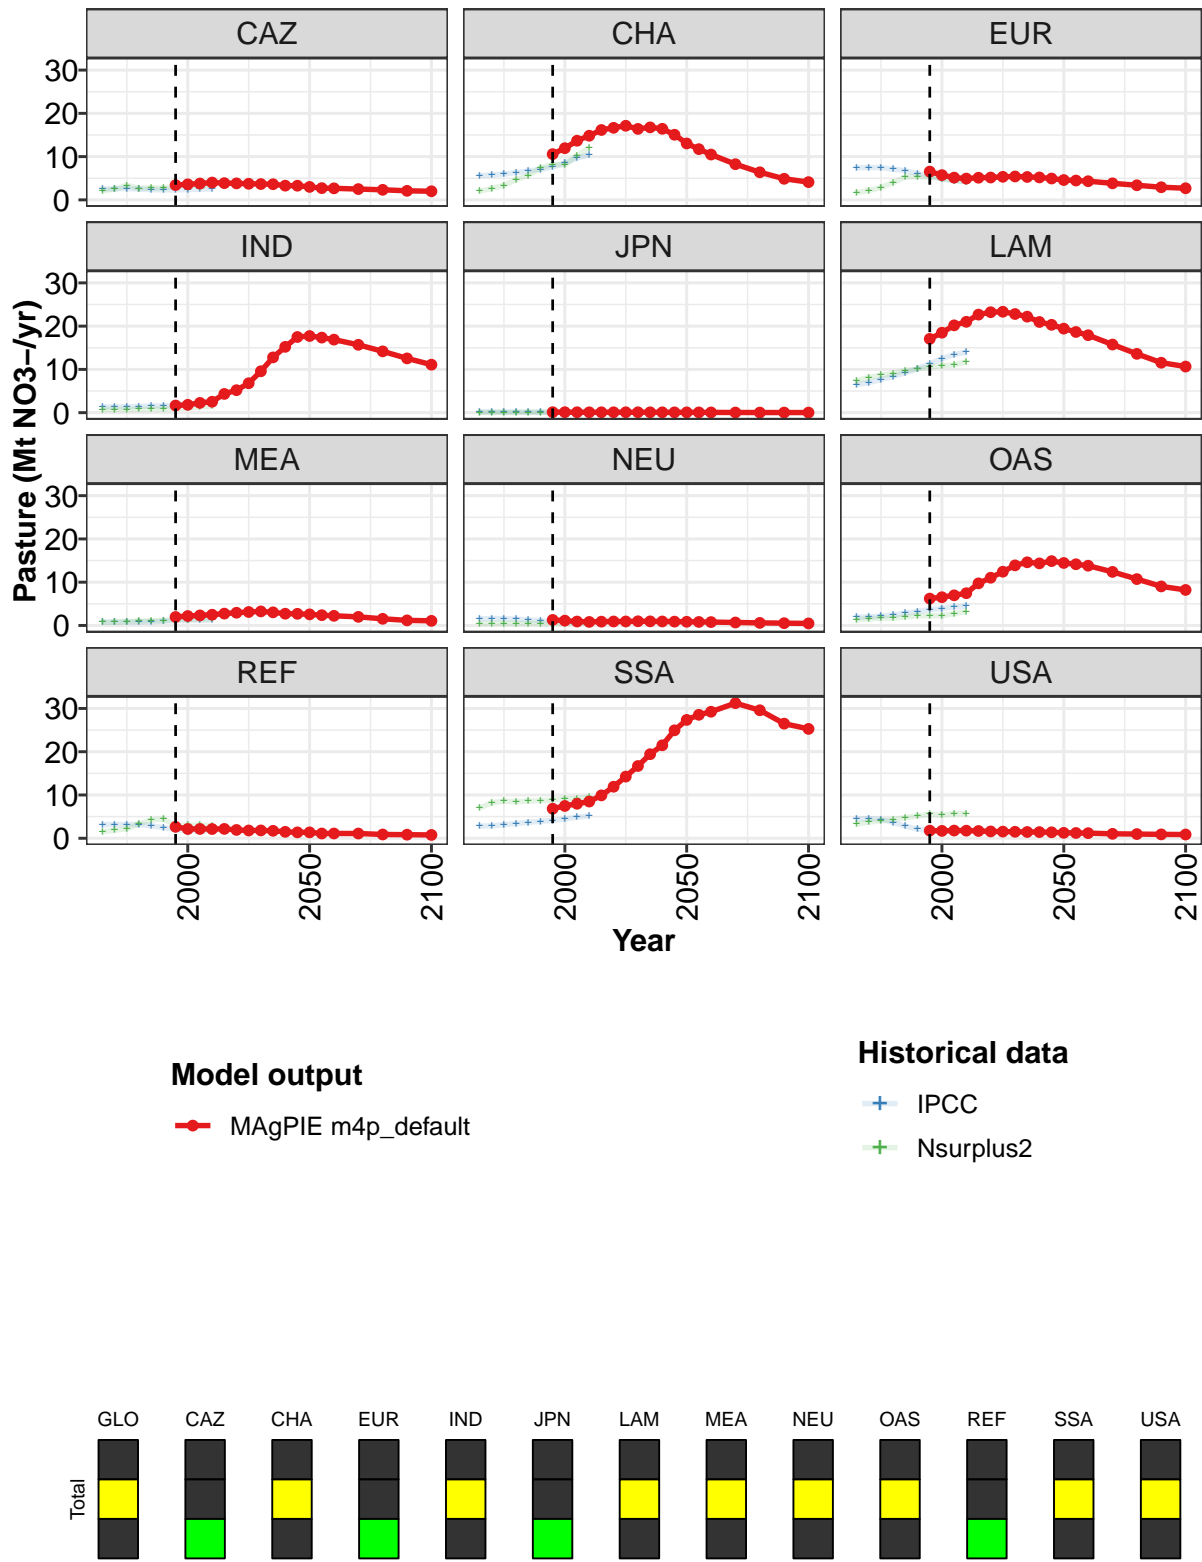 CAZ CHA EUR
30
20
10
0
IND JPN LAM
30
20
10
0
MEA NEU OAS
30
20
10
0
REF SSA USA
30
20
10
0
Pasture (Mt NO3−/yr)
2000 2050 2100 2000 2050 2100 2000 2050 2100
Year
Model output
MAgPIE m4p_default
Historical data
IPCC
Nsurplus2
GLO CAZ CHA EUR IND JPN LAM MEA NEU OAS REF SSA USA
Total